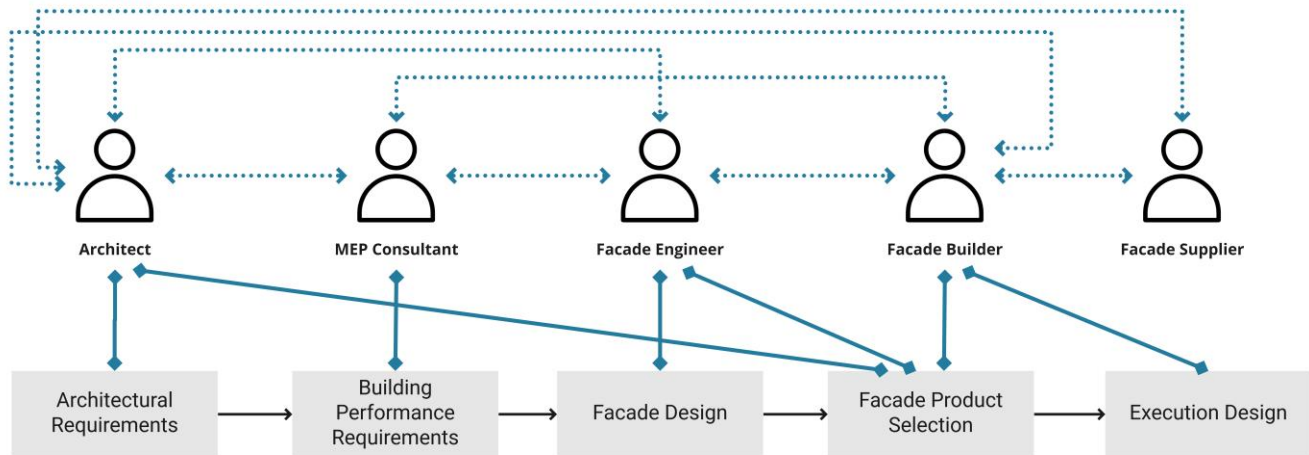 Architect
MEP Consultant
Facade Engineer
Facade Builder
Facade Supplier
Architectural
Requirements
Building
Performance
Requirements
Facade Design
Facade Product
Selection
Execution Design